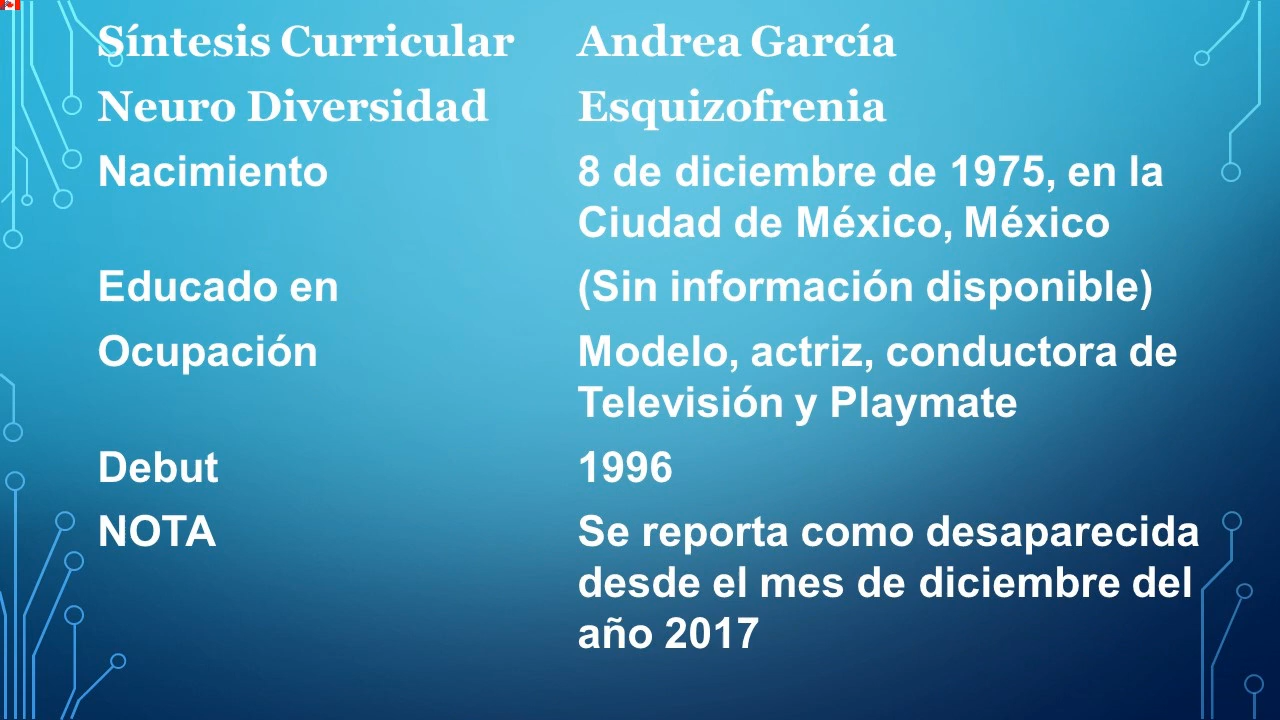 Síntesis Curricular Andrea García
Neuro Diversidad Esquizofrenia
Nacimiento 8 de diciembre de 1975, en la
Ciudad de México, México
Educado en (Sin información disponible)
Ocupación Modelo, actriz, conductora de
Televisión y Playmate
Debut 1996
NOTA Se reporta como desaparecida
desde el mes de diciembre del
año 2017